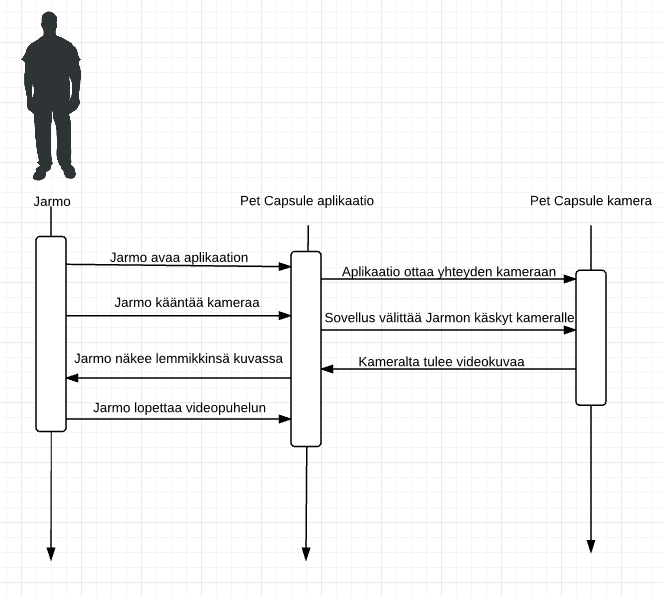 Jarmo
Pet Capsule aplikaatio
Pet Capsule kamera
Jarmo avaa aplikaation
Aplikaatio ottaa yhteyden kameraan
Jarmo kääntää kameraa
Sovellus välittää Jarmon käskyt kameralle
Jarmo näkee lemmikkinsä kuvassa
Kameralta tulee videokuvaa
Jarmo lopettaa videopuhelun